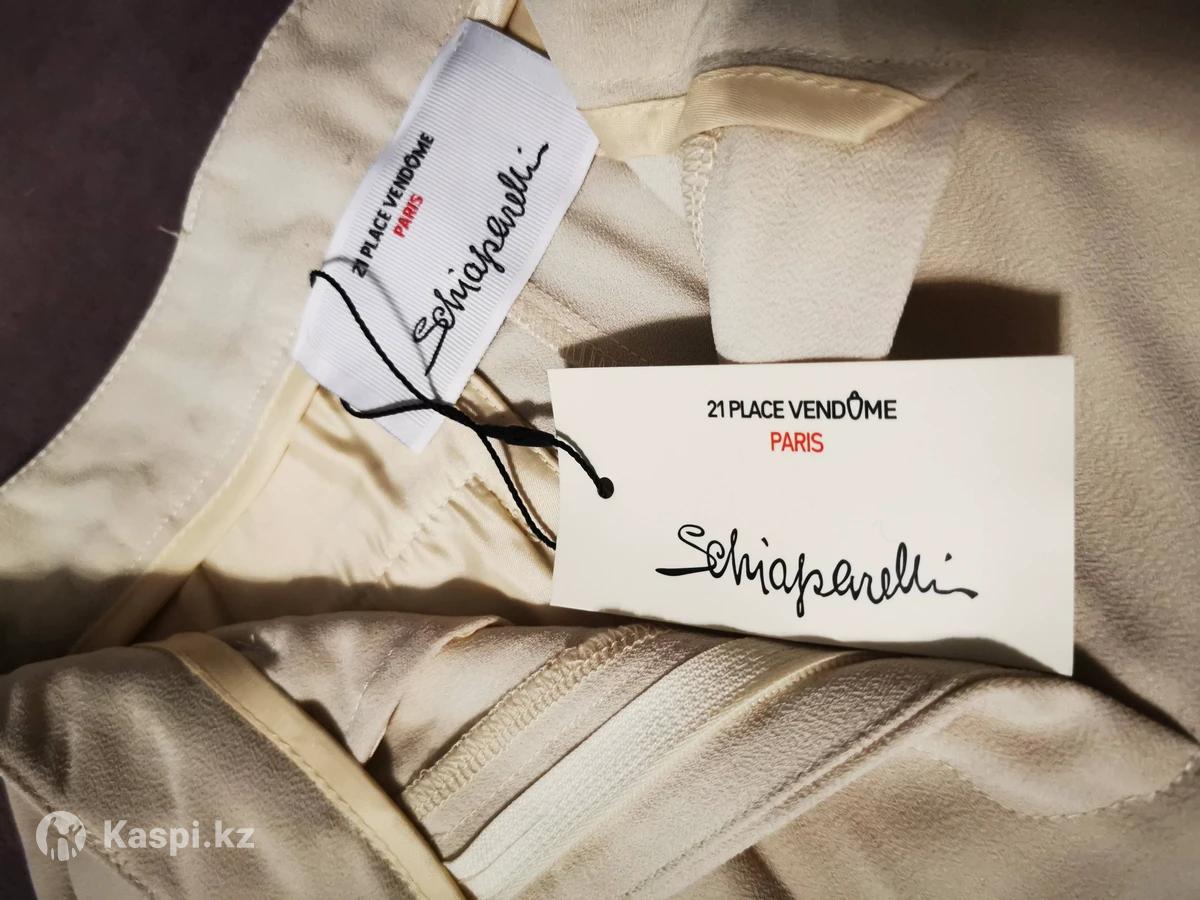 21 PLACE VENDÔME
PARIS
Schiaparelli
21 PLACE VENDÔME
PARIS
Schiaparelli
Kaspi.kz